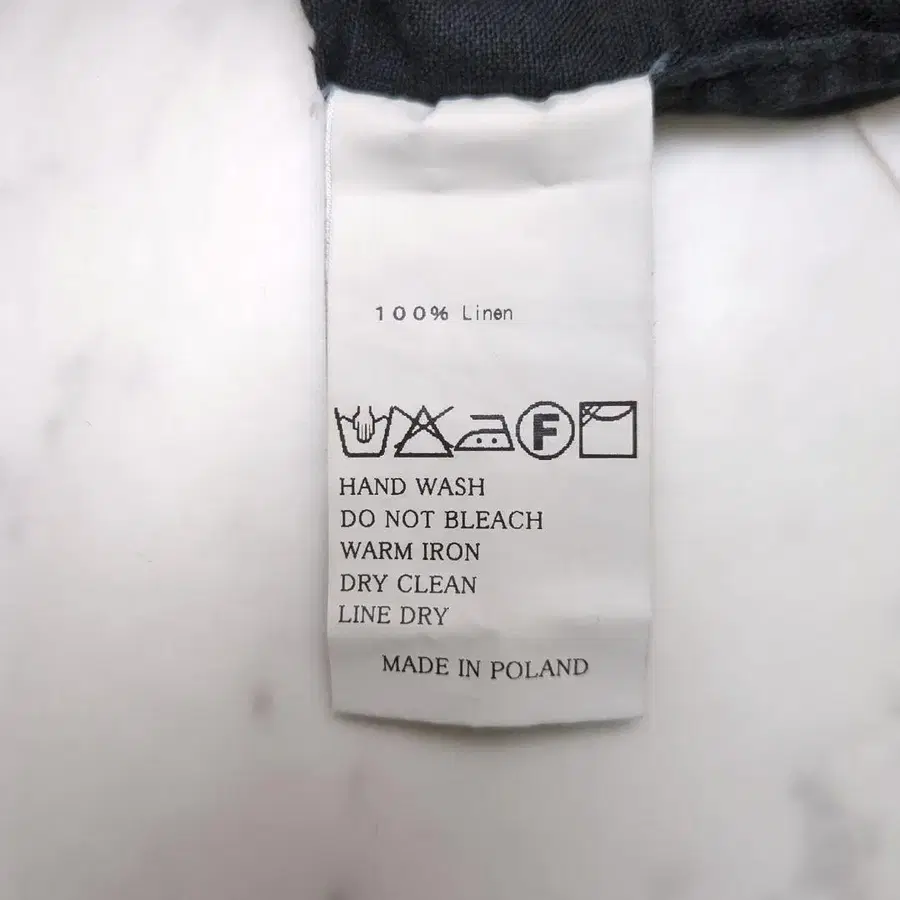 100% Linen
F
HAND WASH
DO NOT BLEACH
WARM IRON
DRY CLEAN
LINE DRY
MADE IN POLAND